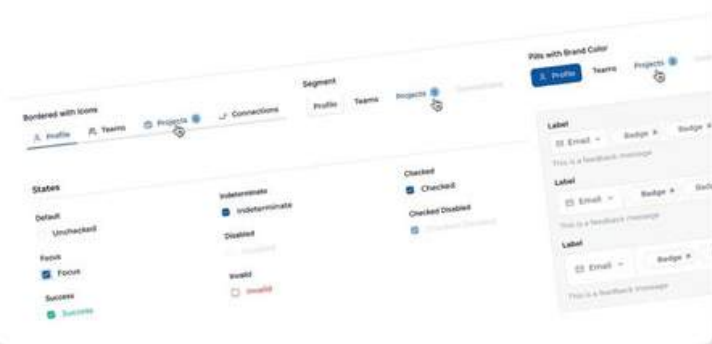 Bordered with Icons
Profile Teams Projects Connections
Segment
Profile Teams Projects
Pills with Brand Color
Profile Teams Projects
States
Default
Unchecked
Focus
Focus
Success
Success
Indeterminate
Indeterminate
Disabled
Invalid
Invalid
Checked
Checked
Checked Disabled
Label
Email Badge Badge
This is a feedback message
Label
Email Badge
This is a feedback message
Label
Email Badge
This is a feedback message